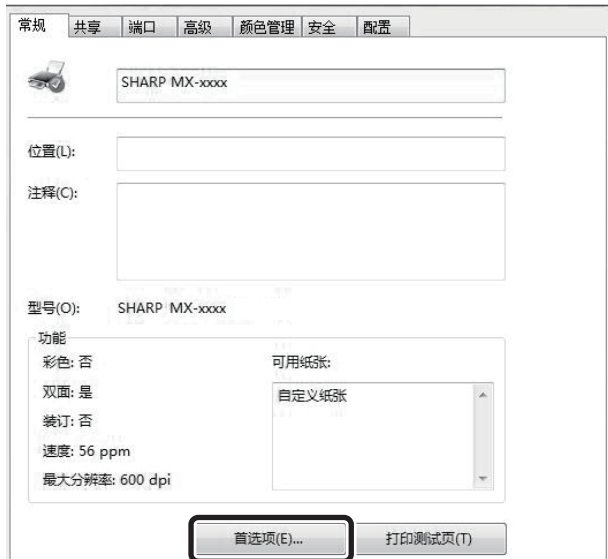 常规 共享 端口 高级 颜色管理 安全 配置
SHARP MX-xxxx
位置(L):
注释(C):
型号(O): SHARP MX-xxxx
功能
彩色: 否 可用纸张:
双面: 是 自定义纸张
装订: 否
速度: 56 ppm
最大分辨率: 600 dpi
首选项(E)... 打印测试页(T)